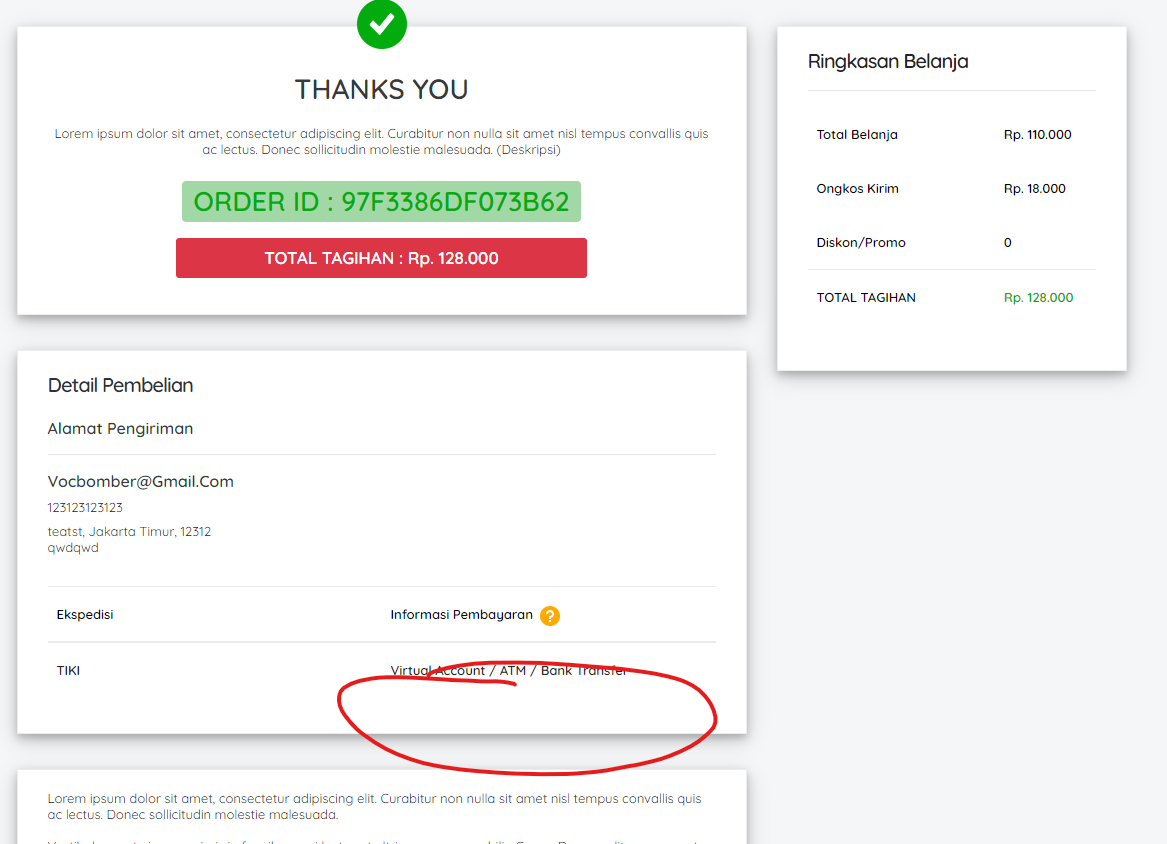 THANKS YOU
Lorem ipsum dolor sit amet, consectetur adipiscing elit. Curabitur non nulla sit amet nisl tempus convallis quis
ac lectus. Donec sollicitudin molestie malesuada. (Deskripsi)
ORDER ID : 97F3386DF073B62
TOTAL TAGIHAN : Rp. 128.000
Detail Pembelian
Alamat Pengiriman
Vocbomber@Gmail.Com
123123123123
teatst, Jakarta Timur, 12312
qwdqwd
Ekspedisi Informasi Pembayaran ?
TIKI Virtual Account / ATM / Bank Transfer
Lorem ipsum dolor sit amet, consectetur adipiscing elit. Curabitur non nulla sit amet nisl tempus convallis quis
ac lectus. Donec sollicitudin molestie malesuada.
Ringkasan Belanja
Total Belanja Rp. 110.000
Ongkos Kirim Rp. 18.000
Diskon/Promo 0
TOTAL TAGIHAN Rp. 128.000